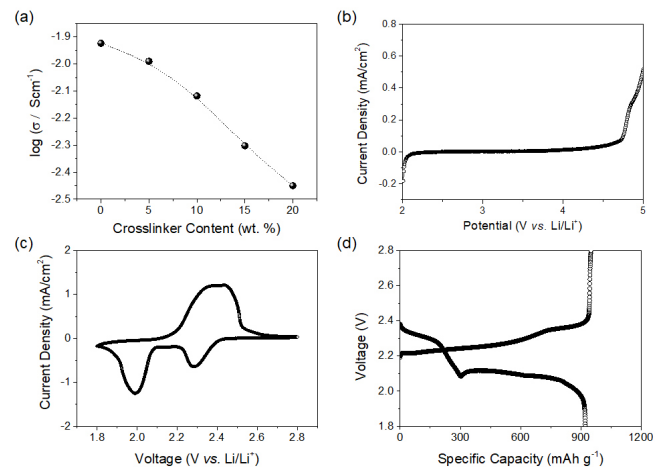 (a)
-1.9
-2.0
-2.1
-2.2
-2.3
-2.4
-2.5
log (σ / Scm⁻¹)
0 5 10 15 20
Crosslinker Content (wt. %)
(b)
0.6
0.4
0.2
0.0
-0.2
Current Density (mA/cm²)
2 3 4 5
Potential (V vs. Li/Li⁺)
(c)
2
1
0
-1
-2
Current Density (mA/cm²)
1.8 2.0 2.2 2.4 2.6 2.8
Voltage (V vs. Li/Li⁺)
(d)
2.8
2.6
2.4
2.2
2.0
1.8
Voltage (V)
0 300 600 900 1200
Specific Capacity (mAh g⁻¹)